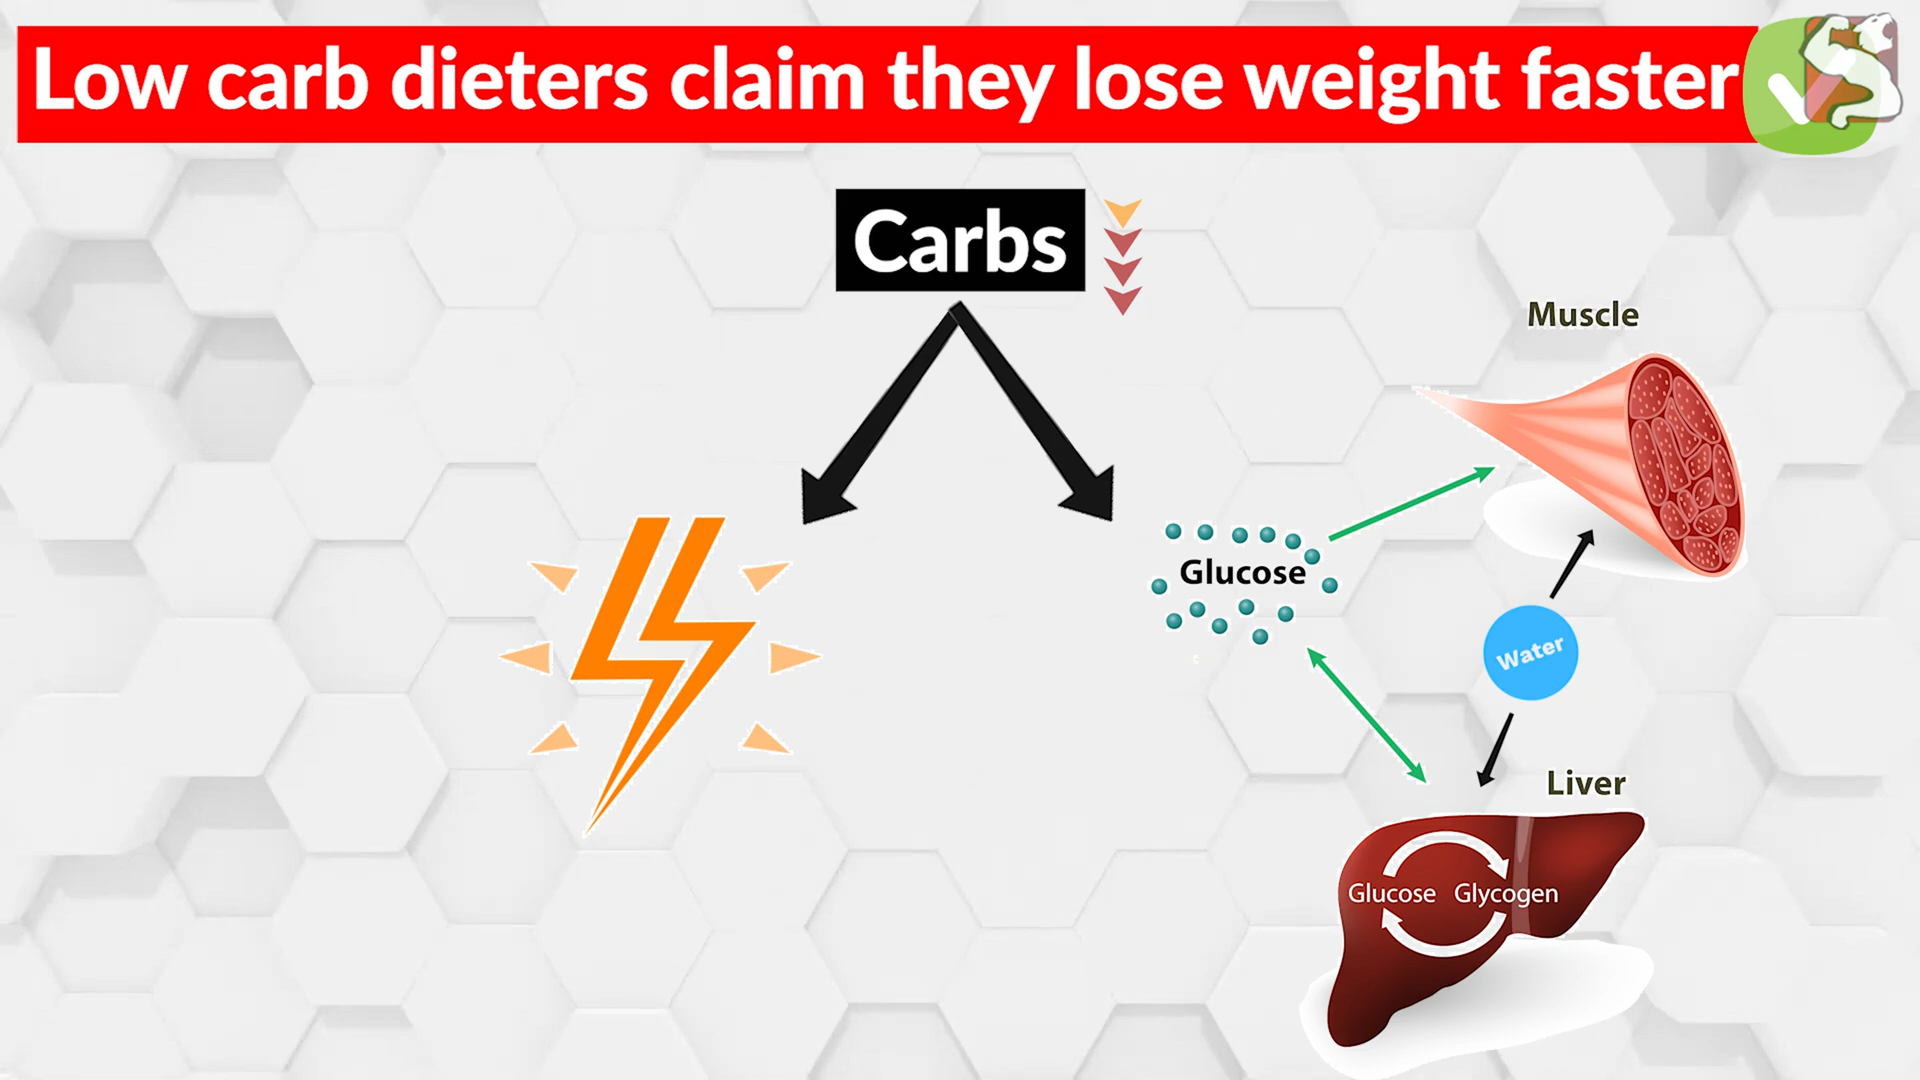 Low carb dieters claim they lose weight faster
Carbs
Muscle
Glucose
Water
Liver
Glucose Glycogen